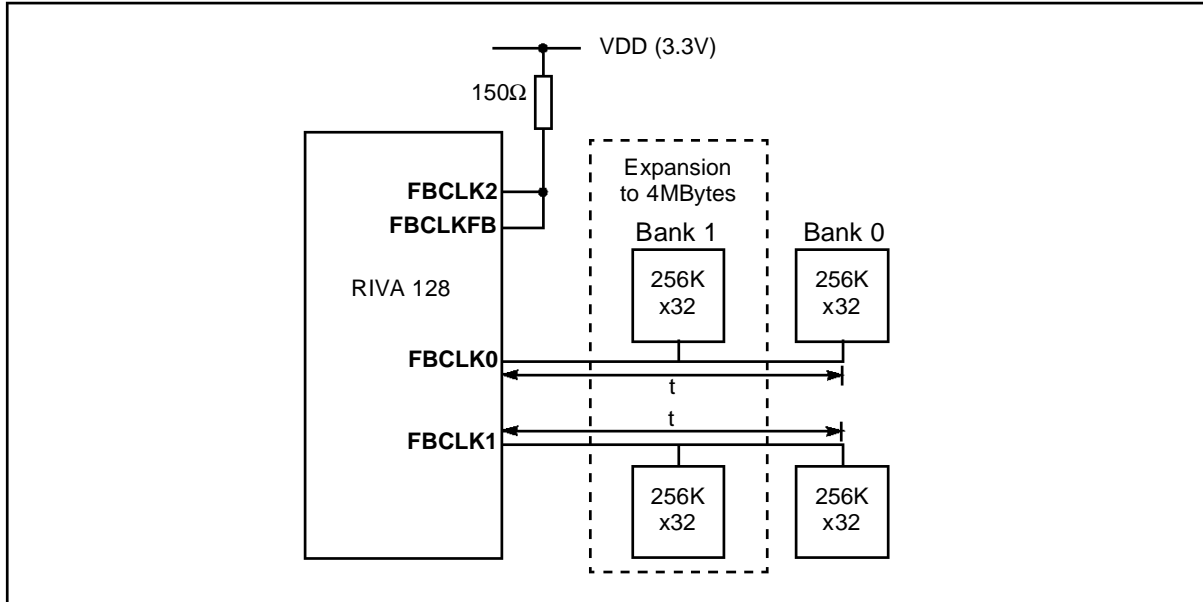 VDD (3.3V)
150Ω
Expansion
to 4MBytes
FBCLK2
FBCLKFB
Bank 1
Bank 0
256K
x32
256K
x32
RIVA 128
FBCLK0
t
t
FBCLK1
256K
x32
256K
x32